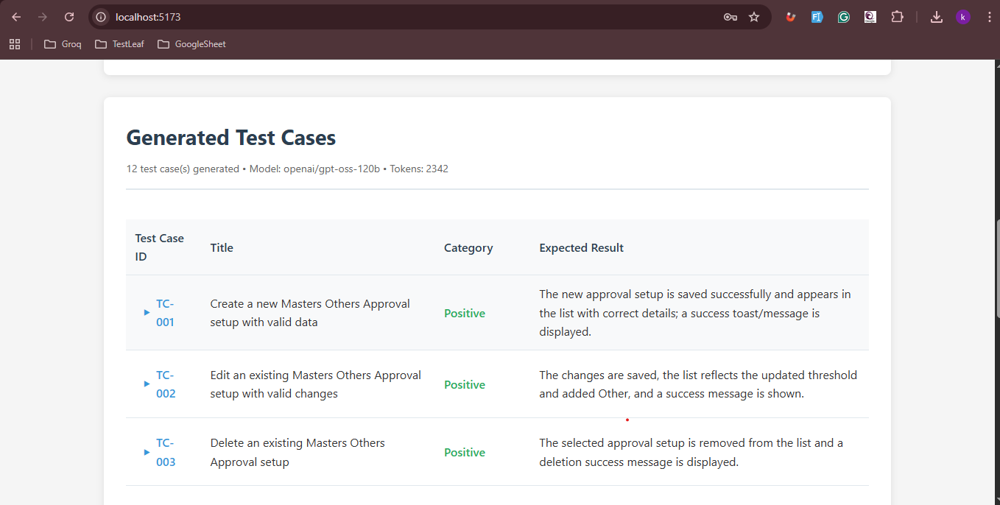 localhost:5173
k
Groq
TestLeaf
GoogleSheet
Generated Test Cases
12 test case(s) generated • Model: openai/gpt-oss-120b • Tokens: 2342
Test Case
ID
Title
Category
Expected Result
TC-
001
Create a new Masters Others Approval
setup with valid data
Positive
The new approval setup is saved successfully and appears in
the list with correct details; a success toast/message is
displayed.
TC-
002
Edit an existing Masters Others Approval
setup with valid changes
Positive
The changes are saved, the list reflects the updated threshold
and added Other, and a success message is shown.
TC-
003
Delete an existing Masters Others
Approval setup
Positive
The selected approval setup is removed from the list and a
deletion success message is displayed.